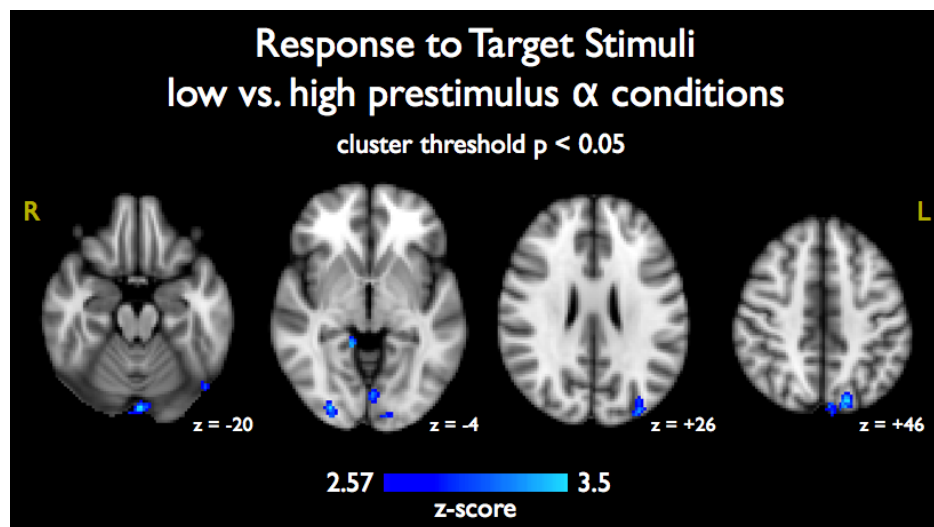 Response to Target Stimuli
low vs. high prestimulus α conditions
cluster threshold p < 0.05
R
L
z = -20
z = -4
z = +26
z = +46
2.57
3.5
z-score